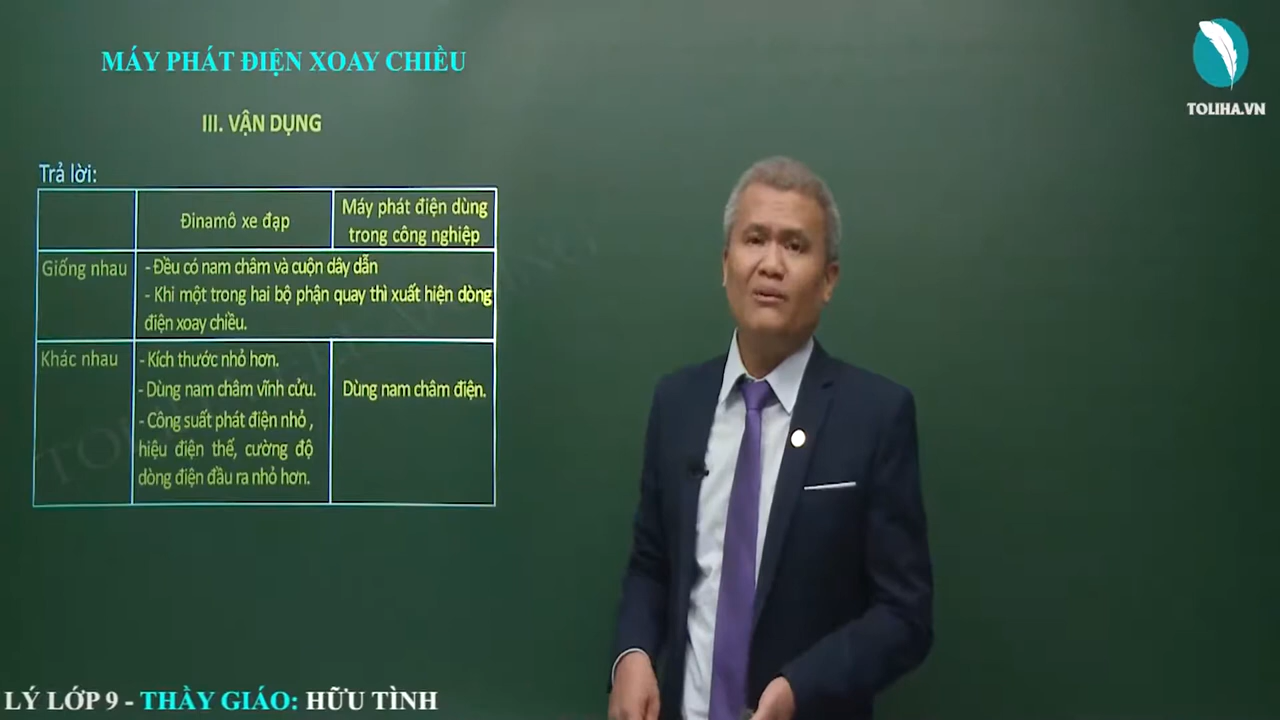 MÁY PHÁT ĐIỆN XOAY CHIỀU
TOLIHA.VN
III. VẬN DỤNG
Trả lời:
Đinamô xe đạp
Máy phát điện dùng
trong công nghiệp
Giống nhau
- Đều có nam châm và cuộn dây dẫn
- Khi một trong hai bộ phận quay thì xuất hiện dòng
điện xoay chiều.
Khác nhau
- Kích thước nhỏ hơn.
- Dùng nam châm vĩnh cửu.
- Công suất phát điện nhỏ ,
hiệu điện thế, cường độ
dòng điện đầu ra nhỏ hơn.
Dùng nam châm điện.
LÝ LỚP 9 - THẦY GIÁO: HỮU TÌNH